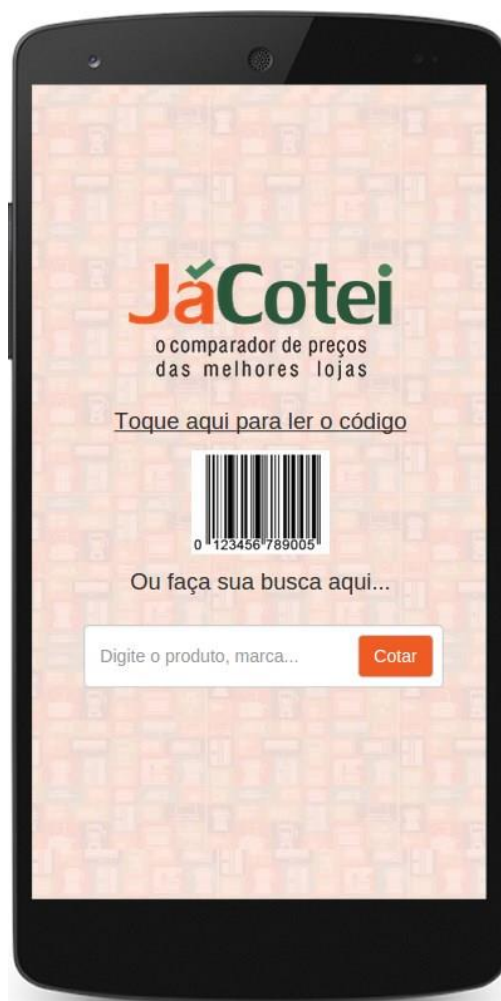 JáCotei
o comparador de preços
das melhores lojas
Toque aqui para ler o código
0 123456 789005
Ou faça sua busca aqui...
Digite o produto, marca... Cotar